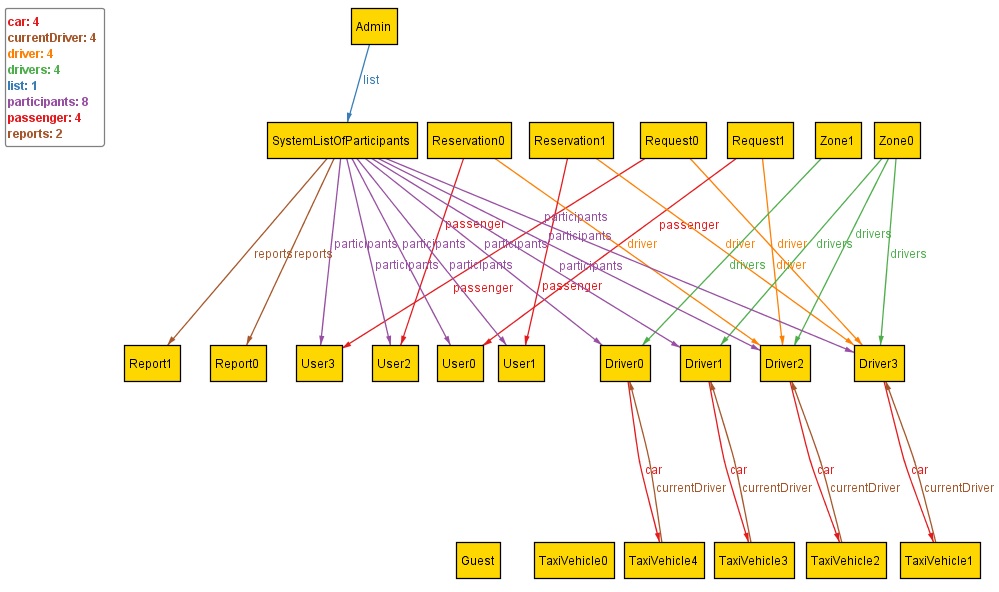 car: 4
currentDriver: 4
driver: 4
drivers: 4
list: 1
participants: 8
passenger: 4
reports: 2
Admin
list
SystemListOfParticipants Reservation0 Reservation1 Request0 Request1 Zone1 Zone0
participants
passenger passenger
participants drivers
participants participants participants driver driver driver drivers
reports reports drivers
participants participants participants drivers driver
passenger passenger
Report1 Report0 User3 User2 User0 User1 Driver0 Driver1 Driver2 Driver3
car car car car
currentDriver currentDriver currentDriver currentDriver
Guest TaxiVehicle0 TaxiVehicle4 TaxiVehicle3 TaxiVehicle2 TaxiVehicle1